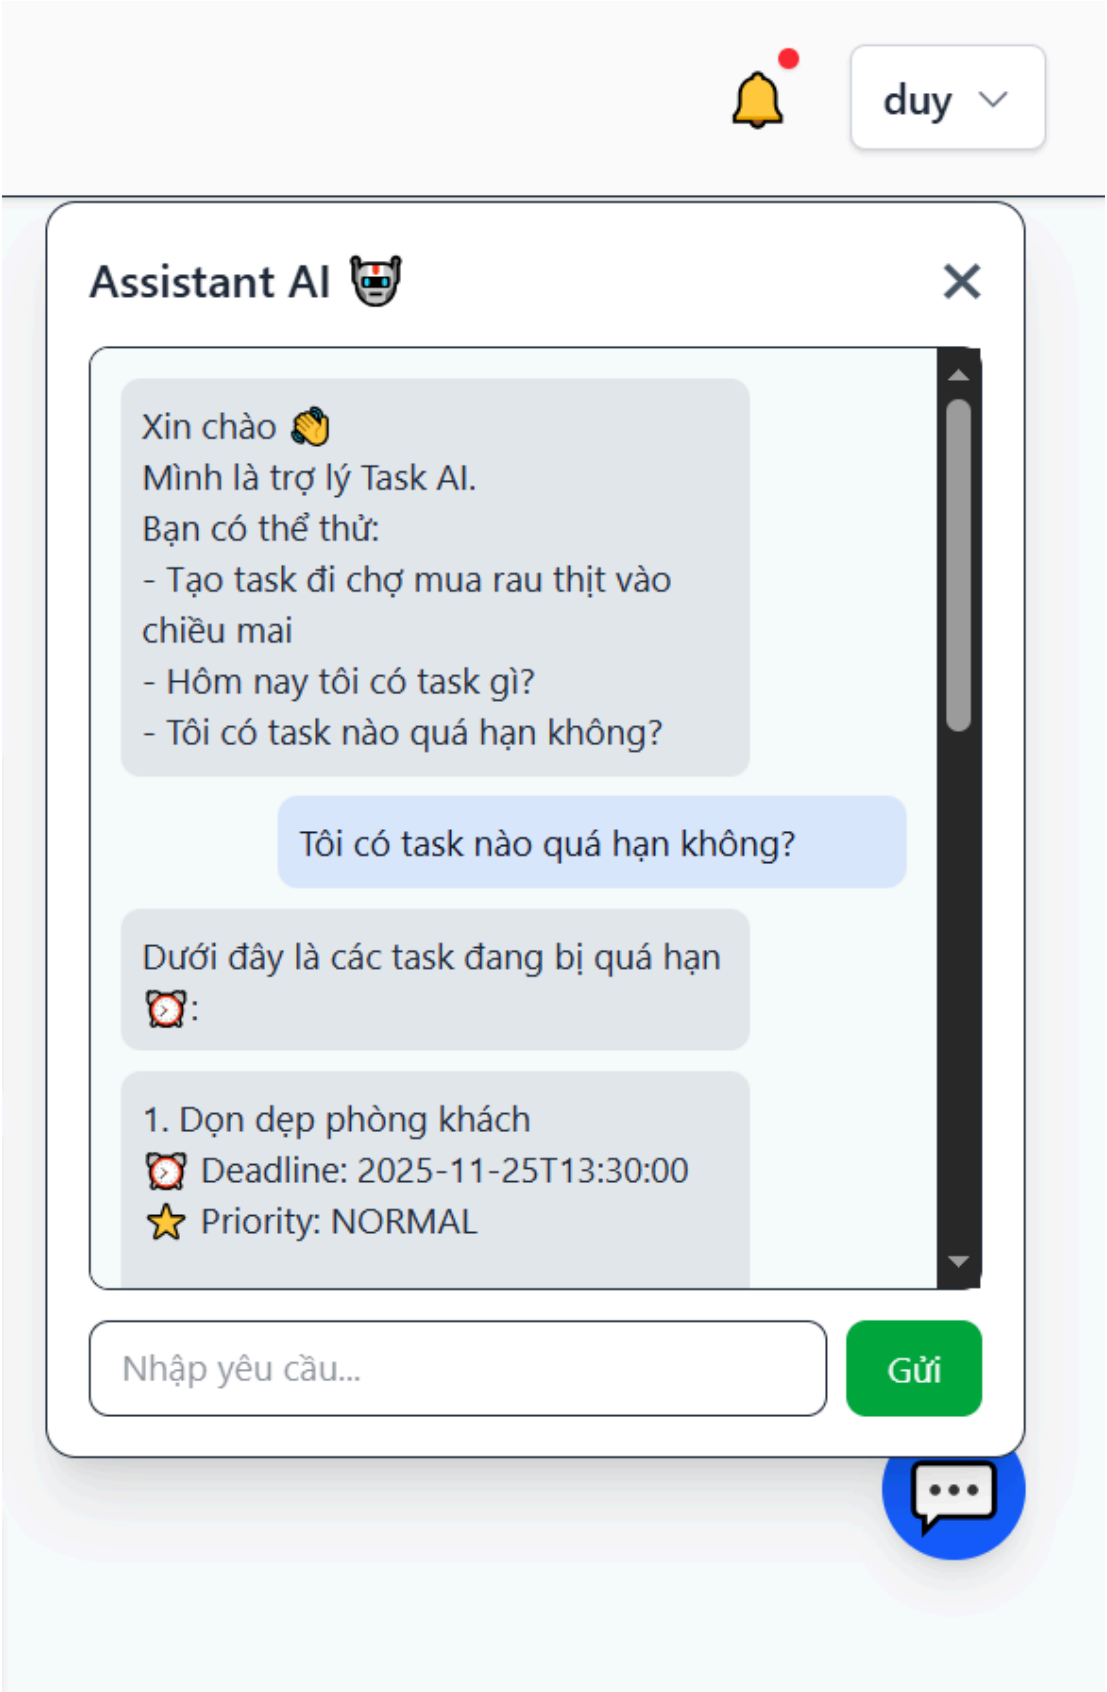 duy
Assistant AI 🤖
Xin chào 👋
Mình là trợ lý Task AI.
Bạn có thể thử:
- Tạo task đi chợ mua rau thịt vào
chiều mai
- Hôm nay tôi có task gì?
- Tôi có task nào quá hạn không?
Tôi có task nào quá hạn không?
Dưới đây là các task đang bị quá hạn
⏰:
1. Dọn dẹp phòng khách
⏰ Deadline: 2025-11-25T13:30:00
⭐ Priority: NORMAL
Nhập yêu cầu...
Gửi